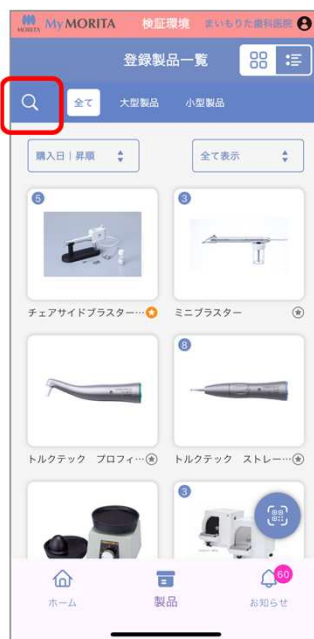 MORITA
My MORITA 検証環境 まいもりた歯科医院
登録製品一覧
全て 大型製品 小型製品
購入日|昇順 全て表示
5 3
チェアサイドブラスター… ミニブラスター
8
トルクテック プロフィ… トルクテック ストレー…
3
60
ホーム 製品 お知らせ